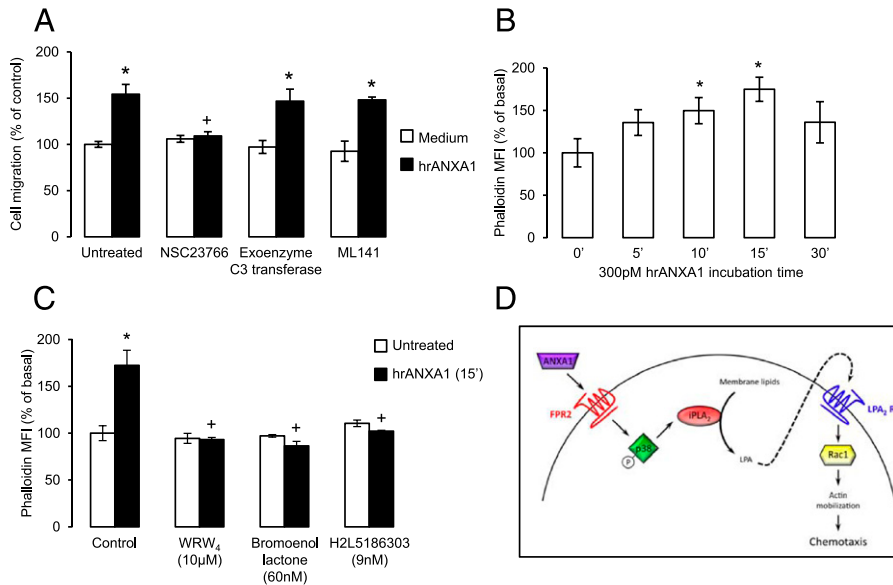 A
Cell migration (% of control)
200
150
100
50
0
*
+
*
*
Medium
hrANXA1
Untreated
NSC23766
Exoenzyme
C3 transferase
ML141
B
Phalloidin MFI (% of basal)
200
150
100
50
0
*
*
0’
5’
10’
15’
30’
300pM hrANXA1 incubation time
C
Phalloidin MFI (% of basal)
200
150
100
50
0
*
+
+
+
Untreated
hrANXA1 (15’)
Control
WRW4
(10µM)
Bromoenol
lactone
(60nM)
H2L5186303
(9nM)
D
ANXA1
FPR2
P
p38
iPLA2
Membrane lipids
LPA
LPA2 R
Rac1
Actin
mobilization
Chemotaxis